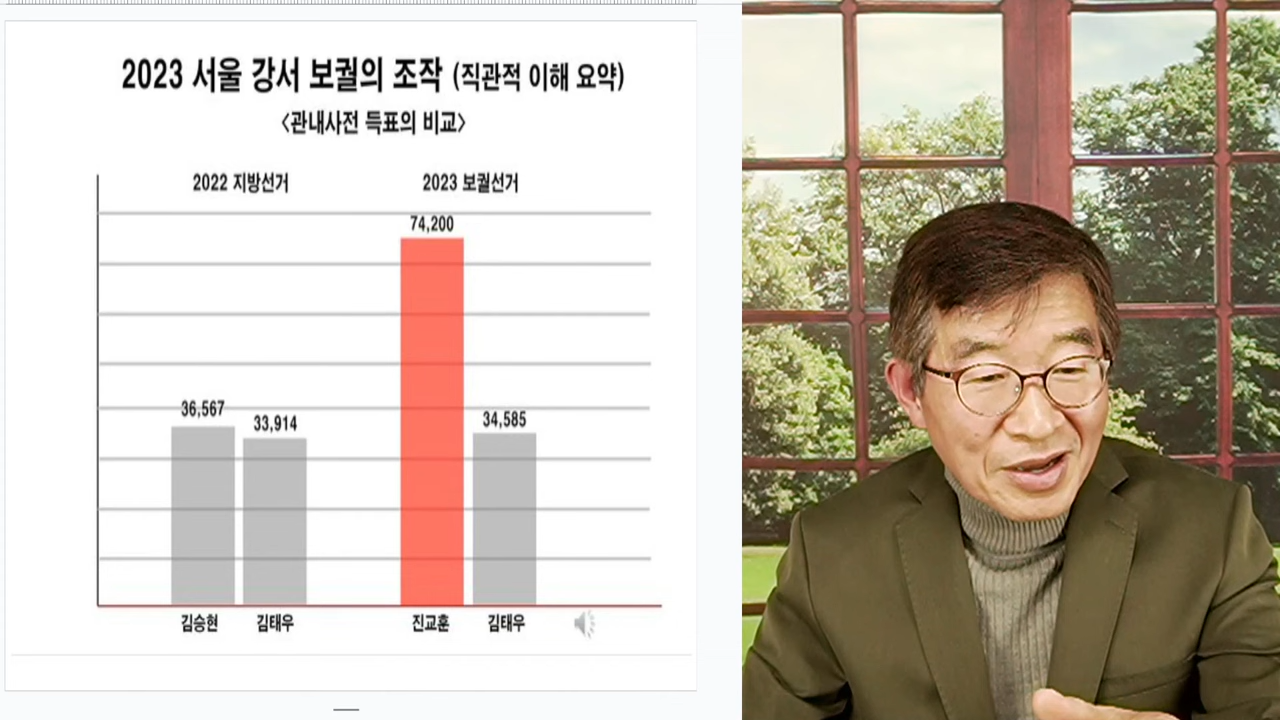 2023 서울 강서 보궐의 조작 (직관적 이해 요약)
<관내사전 득표의 비교>
2022 지방선거
2023 보궐선거
74,200
36,567
33,914
34,585
김승현
김태우
진교훈
김태우